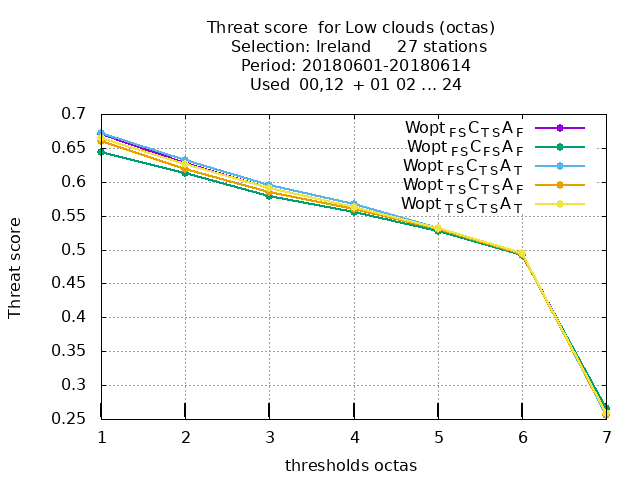 Threat score  for Low clouds (octas)
Selection: Ireland     27 stations
Period: 20180601-20180614
Used  00,12  + 01 02 ... 24
0.7
0.65
0.6
0.55
0.5
0.45
0.4
0.35
0.3
0.25
Threat score
Wopt FS C TS A F
Wopt FS C FS A F
Wopt FS C TS A T
Wopt TS C TS A F
Wopt TS C TS A T
1 2 3 4 5 6 7
thresholds octas